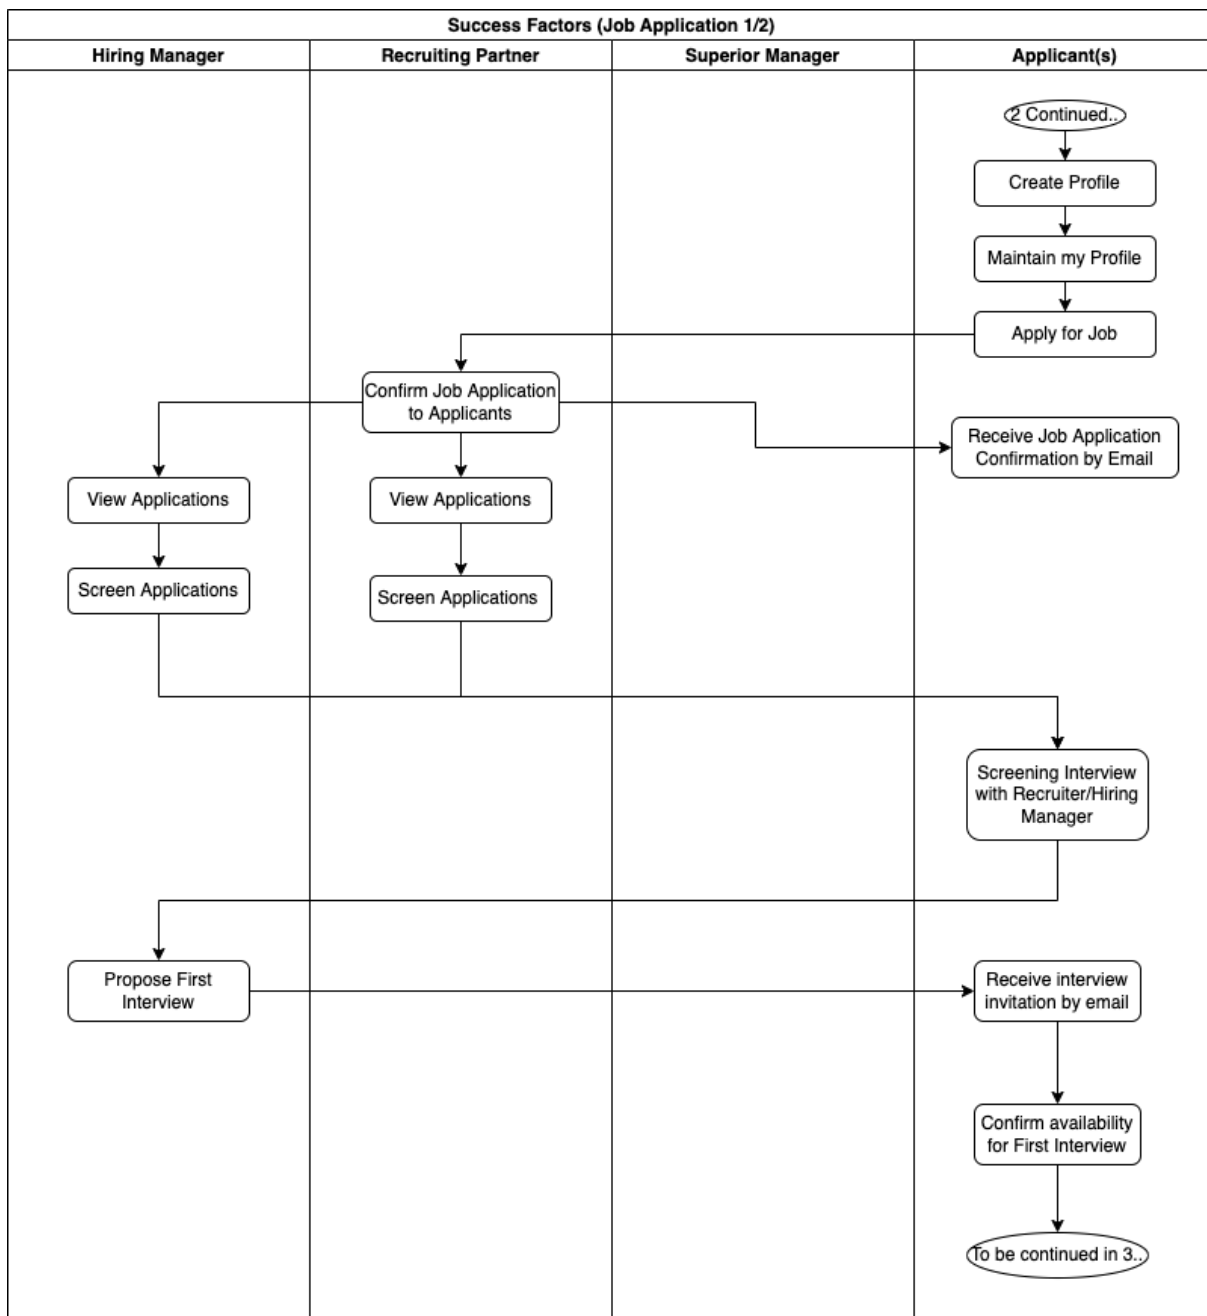 Success Factors (Job Application 1/2)
Hiring Manager
Recruiting Partner
Superior Manager
Applicant(s)
2 Continued..
Create Profile
Maintain my Profile
Apply for Job
Confirm Job Application
to Applicants
Receive Job Application
Confirmation by Email
View Applications
View Applications
Screen Applications
Screen Applications
Screening Interview
with Recruiter/Hiring
Manager
Propose First
Interview
Receive interview
invitation by email
Confirm availability
for First Interview
To be continued in 3..